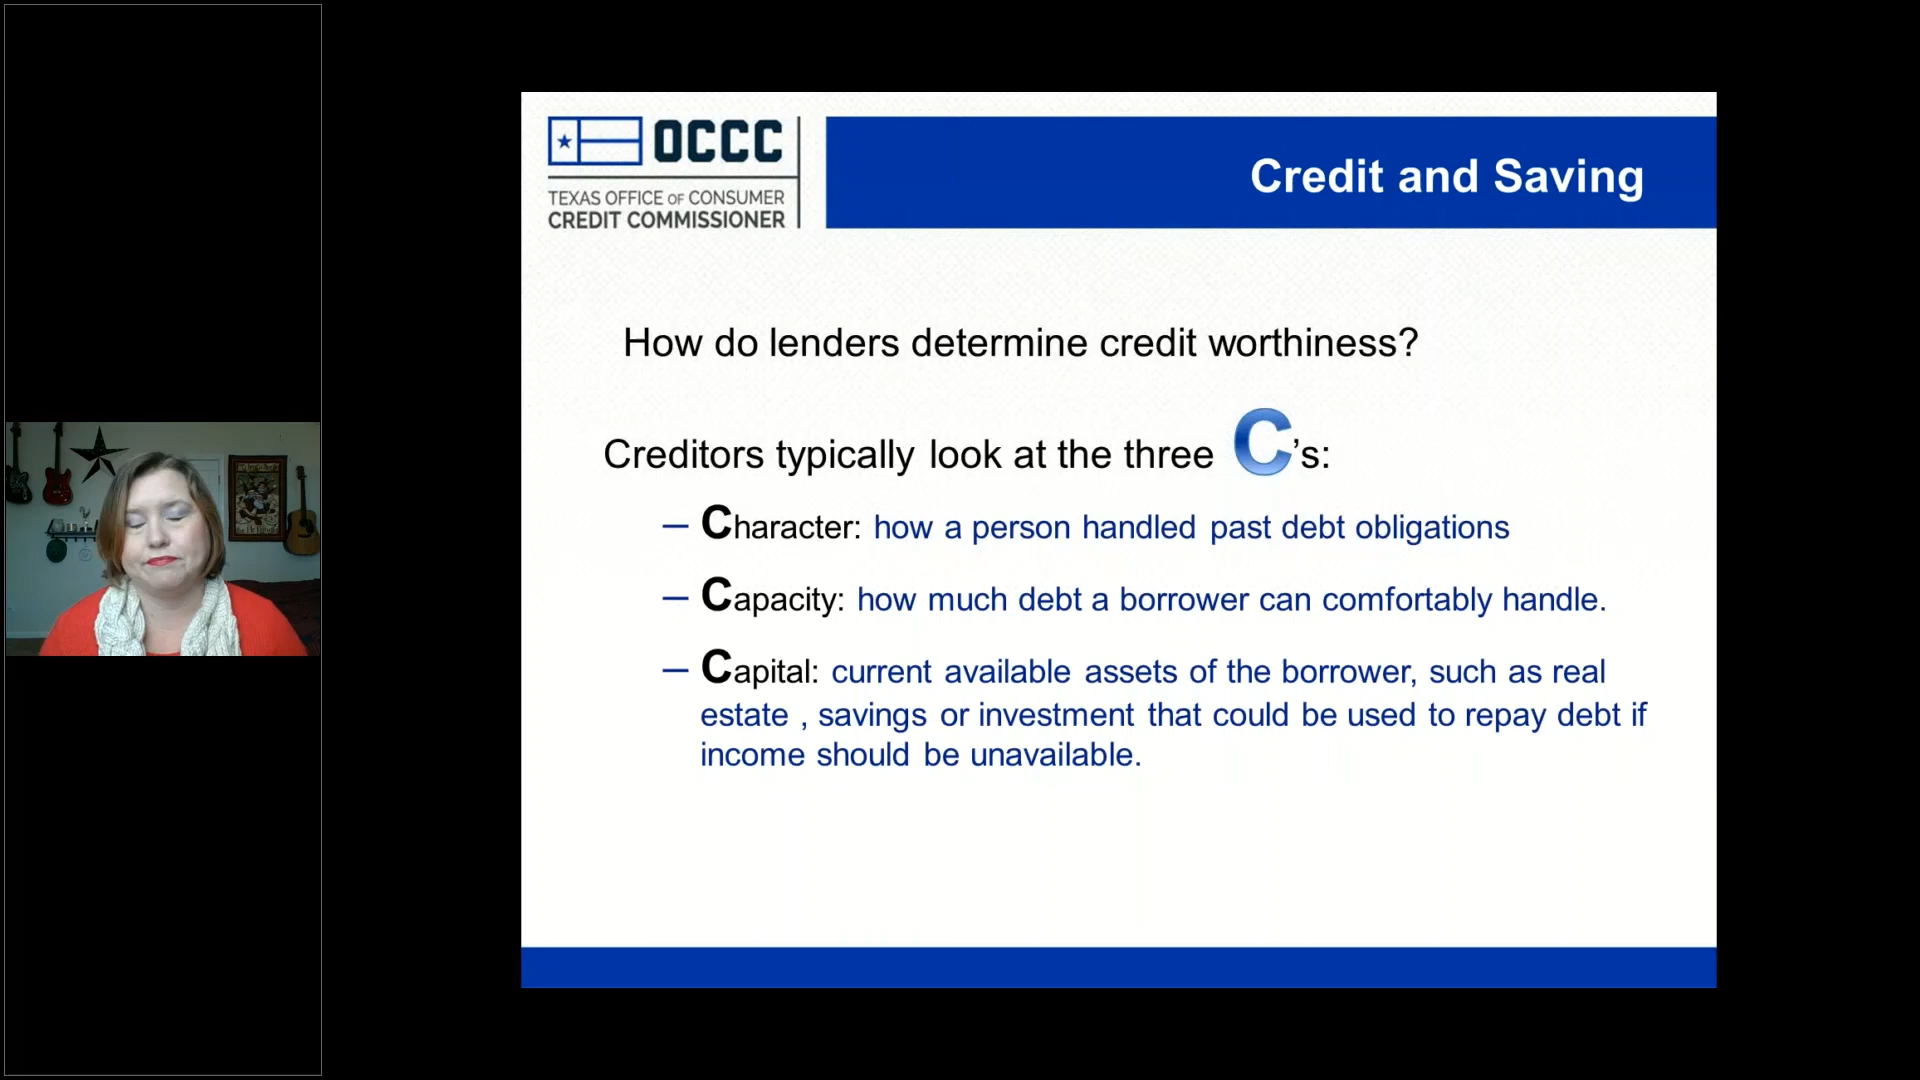 OCCC
TEXAS OFFICE OF CONSUMER
CREDIT COMMISSIONER
Credit and Saving
How do lenders determine credit worthiness?
Creditors typically look at the three C’s:
– Character: how a person handled past debt obligations
– Capacity: how much debt a borrower can comfortably handle.
– Capital: current available assets of the borrower, such as real
estate , savings or investment that could be used to repay debt if
income should be unavailable.